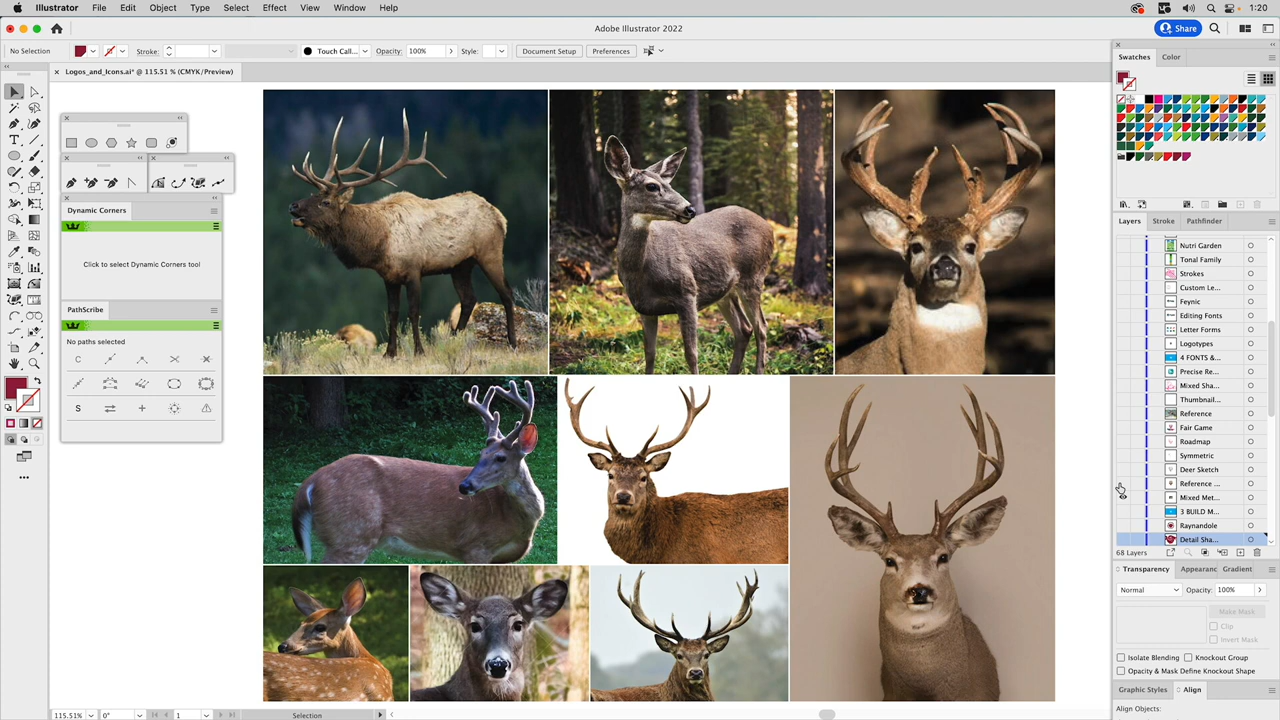 Illustrator File Edit Object Type Select Effect View Window Help 1:20
Adobe Illustrator 2022
Share
No Selection Stroke: Touch Call... Opacity: 100% Style: Document Setup Preferences
Logos_and_Icons.ai* @ 115.51 % (CMYK/Preview)
Swatches Color
Dynamic Corners
Click to select Dynamic Corners tool
PathScribe
No paths selected
Layers Stroke Pathfinder
Nutri Garden
Tonal Family
Strokes
Custom Le...
Feynic
Editing Fonts
Letter Forms
Logotypes
4 FONTS &...
Precise Re...
Mixed Sha...
Thumbnail...
Reference
Fair Game
Roadmap
Symmetric
Deer Sketch
Reference ...
Mixed Met...
3 BUILD M...
Raynandole
Detail Sha...
68 Layers
Transparency Appearanc Gradient
Normal Opacity: 100%
Make Mask
Clip
Invert Mask
Isolate Blending Knockout Group
Opacity & Mask Define Knockout Shape
Graphic Styles Align
Align Objects:
115.51% 0° 1 Selection